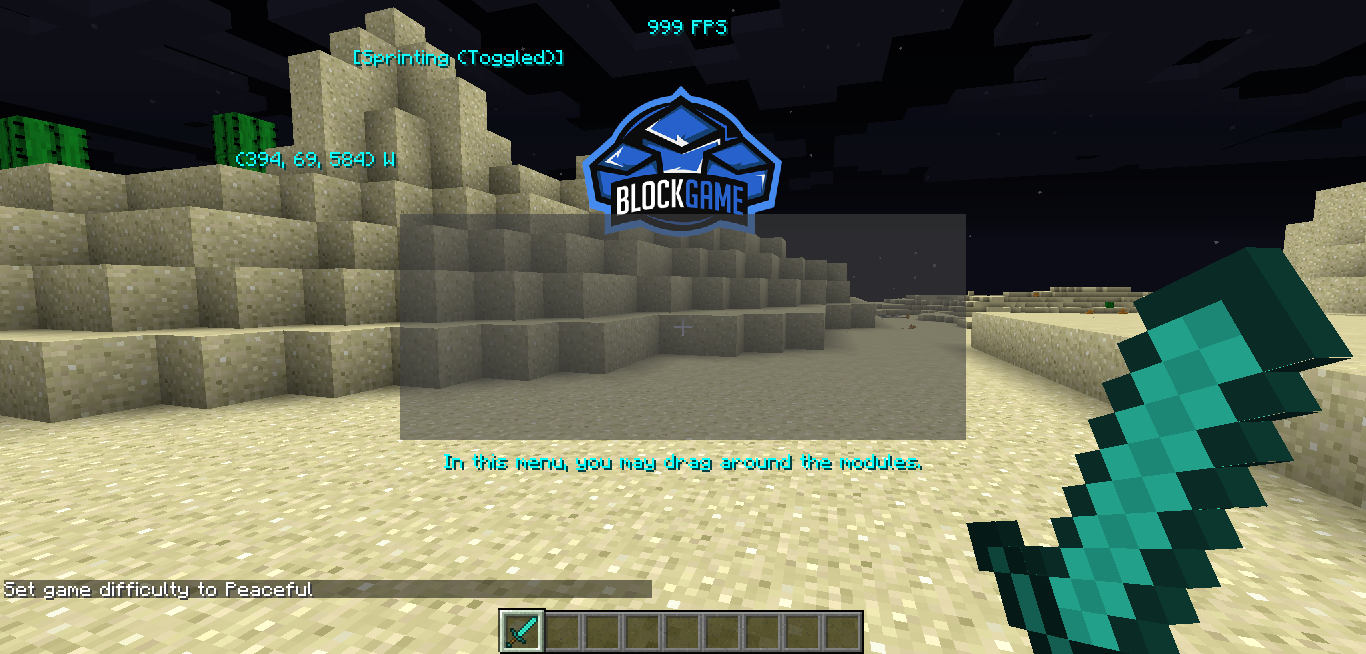 999 FPS
[Sprinting (Toggled)]
BLOCKGAME
(394, 69, 584) W
In this menu, you may drag around the modules.
Set game difficulty to Peaceful